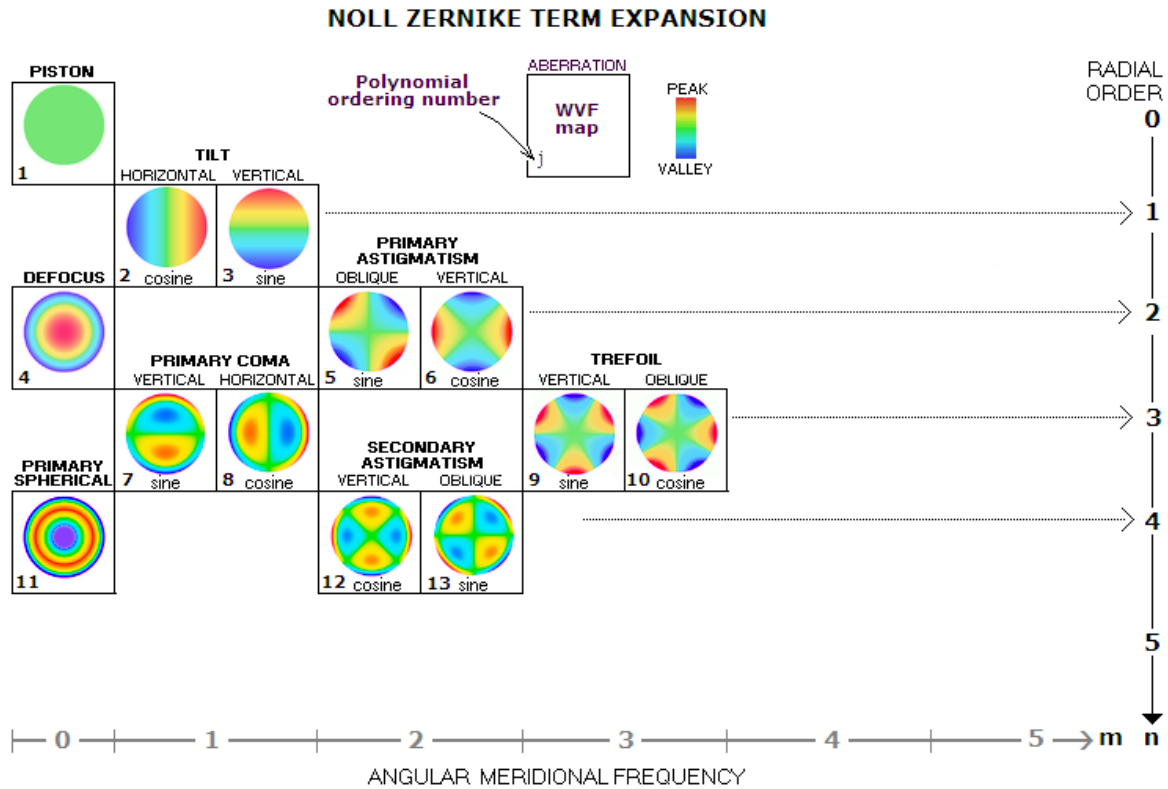 NOLL ZERNIKE TERM EXPANSION
ABERRATION
Polynomial
ordering number
WVF
map
j
PEAK
VALLEY
RADIAL
ORDER
0
PISTON
1
TILT
HORIZONTAL VERTICAL
2 cosine 3 sine
1
DEFOCUS
4
PRIMARY
ASTIGMATISM
OBLIQUE VERTICAL
5 sine 6 cosine
2
PRIMARY COMA
VERTICAL HORIZONTAL
7 sine 8 cosine
TREFOIL
VERTICAL OBLIQUE
9 sine 10 cosine
3
PRIMARY
SPHERICAL
11
SECONDARY
ASTIGMATISM
VERTICAL OBLIQUE
12 cosine 13 sine
4
5
0 1 2 3 4 5 m n
ANGULAR MERIDIONAL FREQUENCY